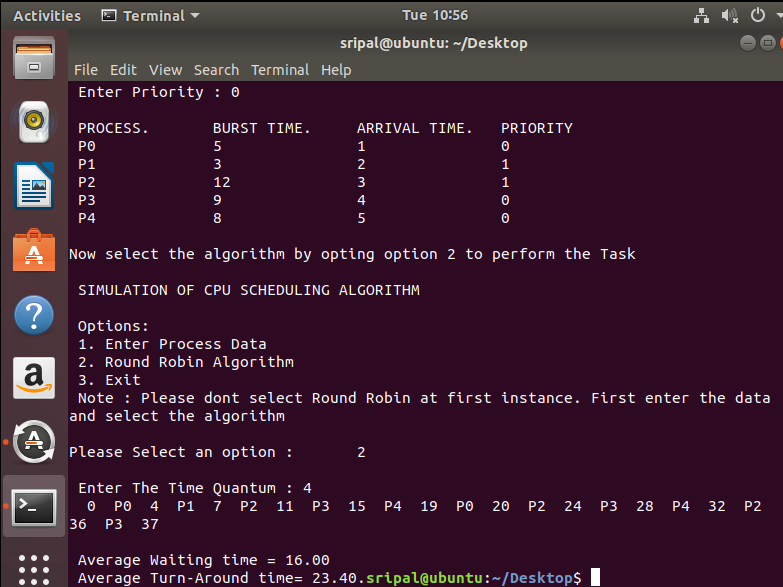 Activities Terminal Tue 10:56
sripal@ubuntu: ~/Desktop
File Edit View Search Terminal Help
Enter Priority : 0
PROCESS. BURST TIME. ARRIVAL TIME. PRIORITY
P0 5 1 0
P1 3 2 1
P2 12 3 1
P3 9 4 0
P4 8 5 0
Now select the algorithm by opting option 2 to perform the Task
SIMULATION OF CPU SCHEDULING ALGORITHM
Options:
1. Enter Process Data
2. Round Robin Algorithm
3. Exit
Note : Please dont select Round Robin at first instance. First enter the data
and select the algorithm
Please Select an option : 2
Enter The Time Quantum : 4
0 P0 4 P1 7 P2 11 P3 15 P4 19 P0 20 P2 24 P3 28 P4 32 P2
36 P3 37
Average Waiting time = 16.00
Average Turn-Around time= 23.40.sripal@ubuntu:~/Desktop$